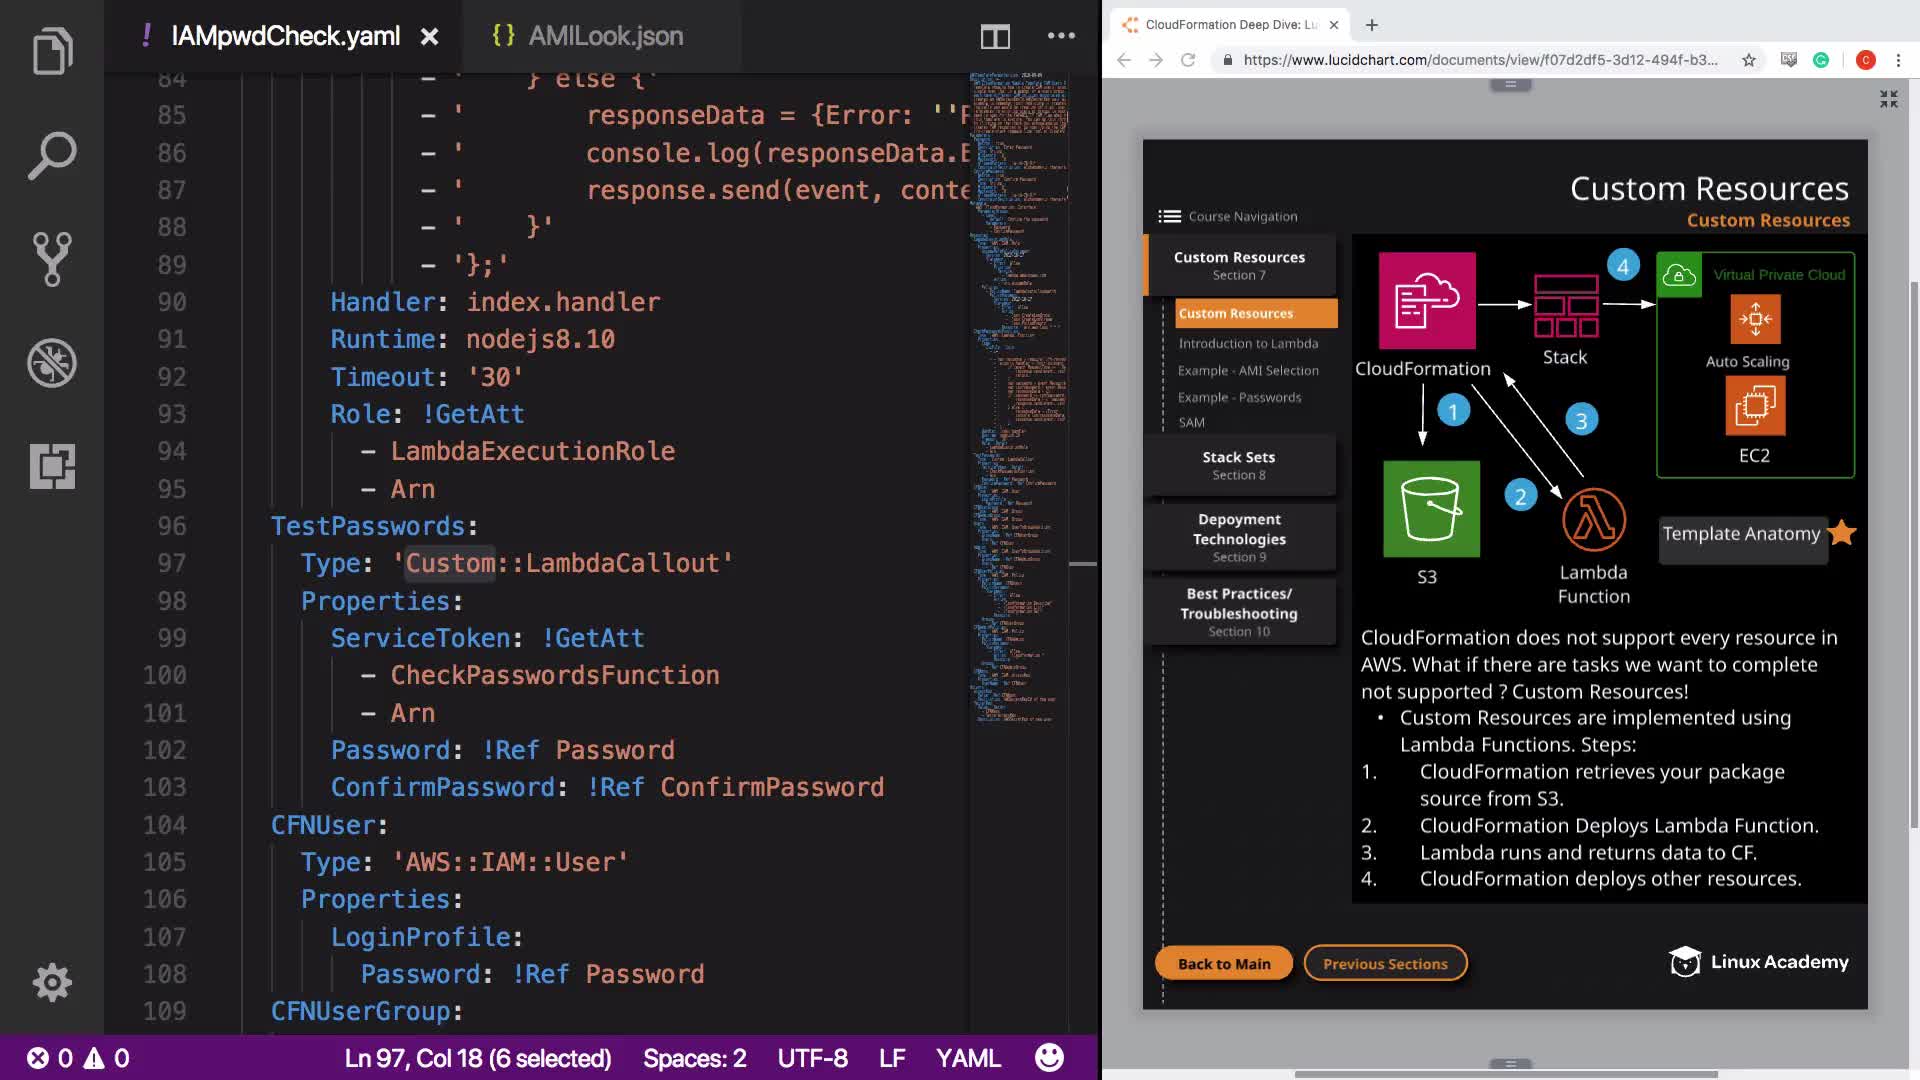 IAMpwdCheck.yaml
AMILook.json
84 - ' } else {'
85 - ' responseData = {Error: ''
86 - ' console.log(responseData.
87 - ' response.send(event, conte
88 - ' }'
89 - '};'
90 Handler: index.handler
91 Runtime: nodejs8.10
92 Timeout: '30'
93 Role: !GetAtt
94 - LambdaExecutionRole
95 - Arn
96 TestPasswords:
97 Type: 'Custom::LambdaCallout'
98 Properties:
99 ServiceToken: !GetAtt
100 - CheckPasswordsFunction
101 - Arn
102 Password: !Ref Password
103 ConfirmPassword: !Ref ConfirmPassword
104 CFNUser:
105 Type: 'AWS::IAM::User'
106 Properties:
107 LoginProfile:
108 Password: !Ref Password
109 CFNUserGroup:
0 0 Ln 97, Col 18 (6 selected) Spaces: 2 UTF-8 LF YAML
CloudFormation Deep Dive: Lu
https://www.lucidchart.com/documents/view/f07d2df5-3d12-494f-b3...
C
Custom Resources
Custom Resources
Course Navigation
Custom Resources
Section 7
Custom Resources
Introduction to Lambda
Example - AMI Selection
Example - Passwords
SAM
Stack Sets
Section 8
Depoyment
Technologies
Section 9
Best Practices/
Troubleshooting
Section 10
CloudFormation
Stack
4
Virtual Private Cloud
Auto Scaling
EC2
1
3
2
S3
Lambda
Function
Template Anatomy
CloudFormation does not support every resource in
AWS. What if there are tasks we want to complete
not supported ? Custom Resources!
• Custom Resources are implemented using
Lambda Functions. Steps:
1. CloudFormation retrieves your package
source from S3.
2. CloudFormation Deploys Lambda Function.
3. Lambda runs and returns data to CF.
4. CloudFormation deploys other resources.
Back to Main
Previous Sections
Linux Academy